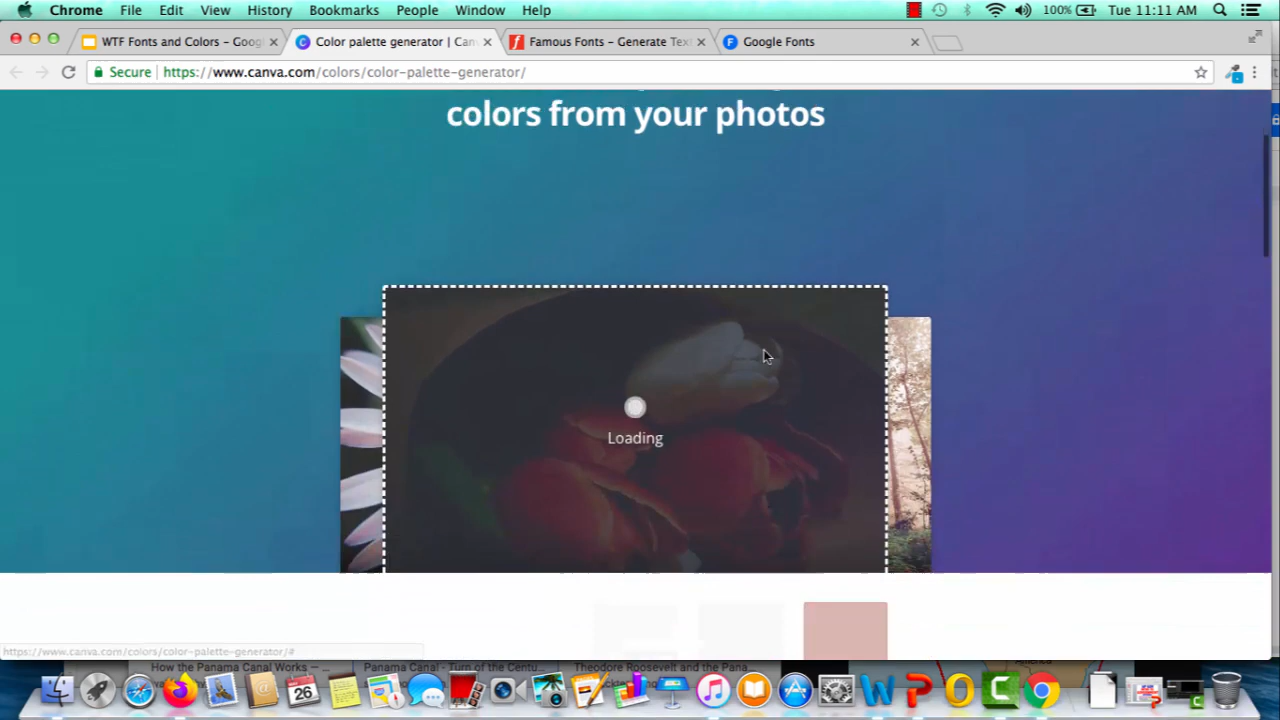 Chrome File Edit View History Bookmarks People Window Help 100% Tue 11:11 AM
WTF Fonts and Colors – Goog
Color palette generator | Can
Famous Fonts – Generate Tex
Google Fonts
Secure https://www.canva.com/colors/color-palette-generator/
colors from your photos
Loading
https://www.canva.com/colors/color-palette-generator/#
How the Panama Canal Works —
Panama Canal - Turn of the Centu...
Theodore Roosevelt and the Pana...
26